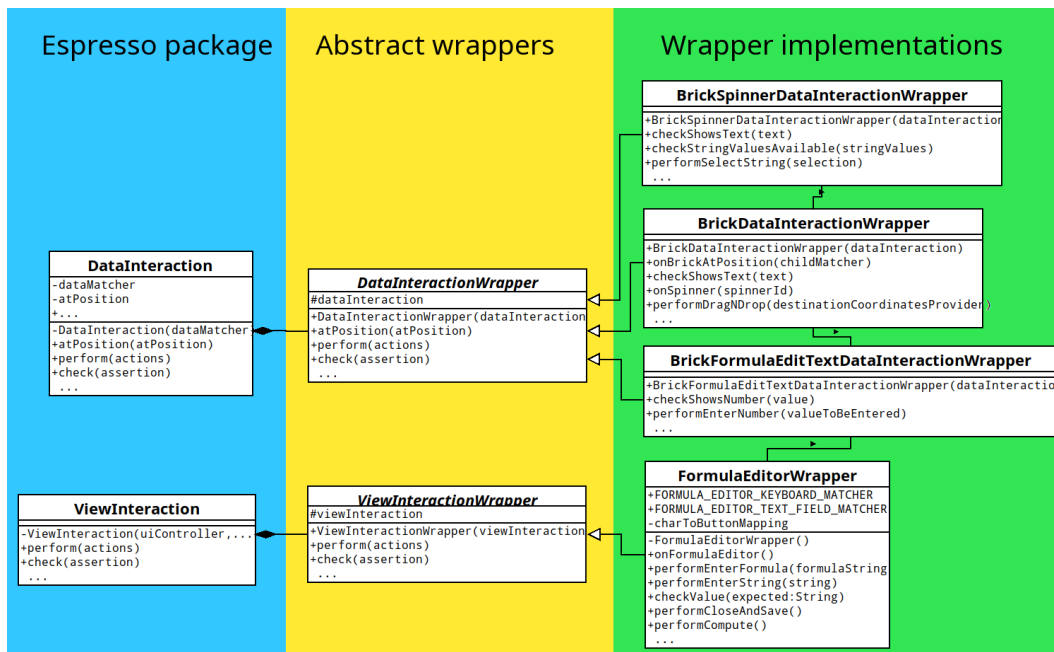 Espresso package
Abstract wrappers
Wrapper implementations
DataInteraction
-dataMatcher
-atPosition
+...
-DataInteraction(dataMatcher
+atPosition(atPosition)
+perform(actions)
+check(assertion)
...
ViewInteraction
-ViewInteraction(uiController,...
+perform(actions)
+check(assertion)
...
DataInteractionWrapper
#dataInteraction
+DataInteractionWrapper(dataInteraction
+atPosition(atPosition)
+perform(actions)
+check(assertion)
...
ViewInteractionWrapper
#viewInteraction
+ViewInteractionWrapper(viewInteraction
+perform(actions)
+check(assertion)
...
BrickSpinnerDataInteractionWrapper
+BrickSpinnerDataInteractionWrapper(dataInteraction
+checkShowsText(text)
+checkStringValuesAvailable(stringValues)
+performSelectString(selection)
...
BrickDataInteractionWrapper
+BrickDataInteractionWrapper(dataInteraction)
+onBrickAtPosition(childMatcher)
+checkShowsText(text)
+onSpinner(spinnerId)
+performDragNDrop(destinationCoordinatesProvider)
...
BrickFormulaEditTextDataInteractionWrapper
+BrickFormulaEditTextDataInteractionWrapper(dataInteractio
+checkShowsNumber(value)
+performEnterNumber(valueToBeEntered)
...
FormulaEditorWrapper
+FORMULA_EDITOR_KEYBOARD_MATCHER
+FORMULA_EDITOR_TEXT_FIELD_MATCHER
-charToButtonMapping
-FormulaEditorWrapper()
+onFormulaEditor()
+performEnterFormula(formulaString
+performEnterString(string)
+checkValue(expected:String)
+performCloseAndSave()
+performCompute()
...